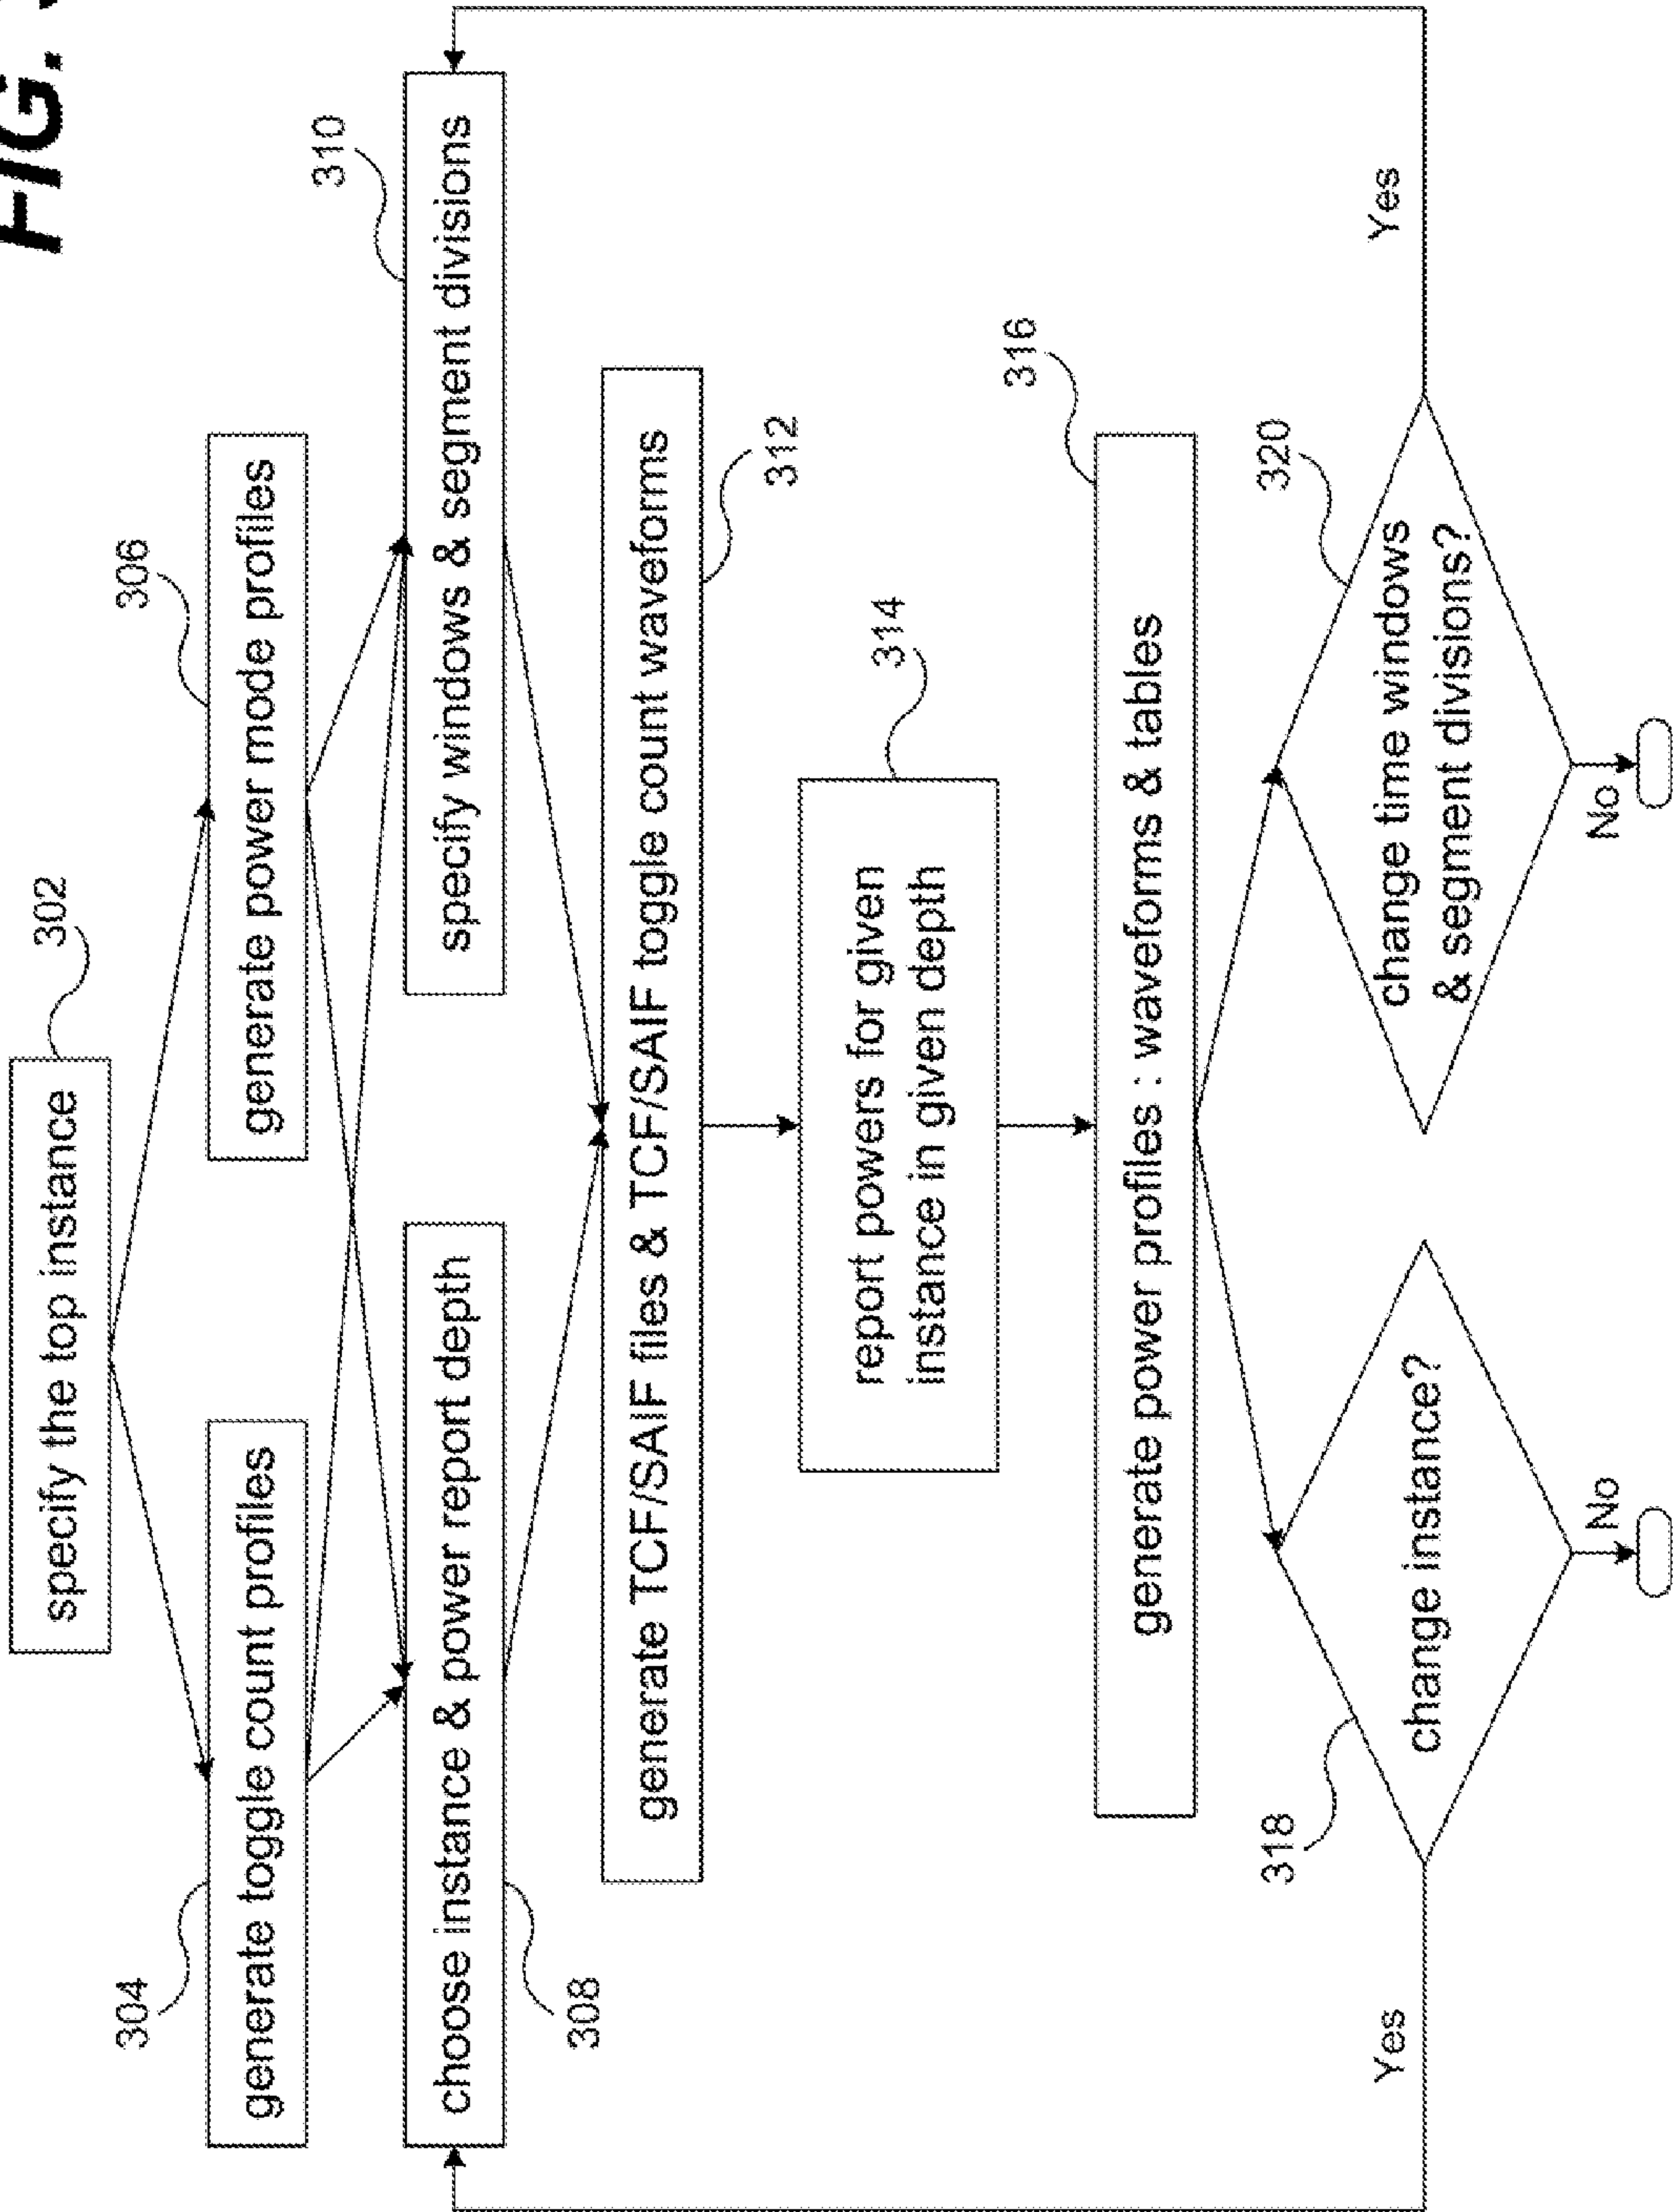 FIG.
302
specify the top instance
304
generate toggle count profiles
306
generate power mode profiles
310
choose instance & power report depth
308
specify windows & segment divisions
generate TCF/SAIF files & TCF/SAIF toggle count waveforms
312
314
report powers for given
instance in given depth
316
generate power profiles : waveforms & tables
318
change instance?
320
change time windows
& segment divisions?
Yes
Yes
No
No